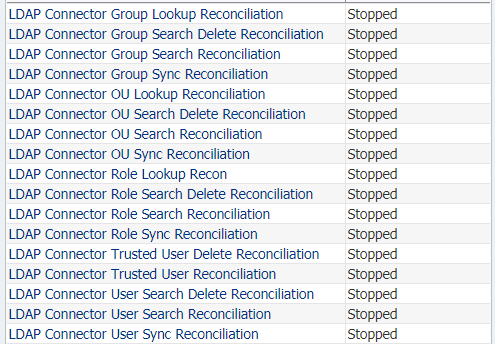 LDAP Connector Group Lookup Reconciliation Stopped
LDAP Connector Group Search Delete Reconciliation Stopped
LDAP Connector Group Search Reconciliation Stopped
LDAP Connector Group Sync Reconciliation Stopped
LDAP Connector OU Lookup Reconciliation Stopped
LDAP Connector OU Search Delete Reconciliation Stopped
LDAP Connector OU Search Reconciliation Stopped
LDAP Connector OU Sync Reconciliation Stopped
LDAP Connector Role Lookup Recon Stopped
LDAP Connector Role Search Delete Reconciliation Stopped
LDAP Connector Role Search Reconciliation Stopped
LDAP Connector Role Sync Reconciliation Stopped
LDAP Connector Trusted User Delete Reconciliation Stopped
LDAP Connector Trusted User Reconciliation Stopped
LDAP Connector User Search Delete Reconciliation Stopped
LDAP Connector User Search Reconciliation Stopped
LDAP Connector User Sync Reconciliation Stopped